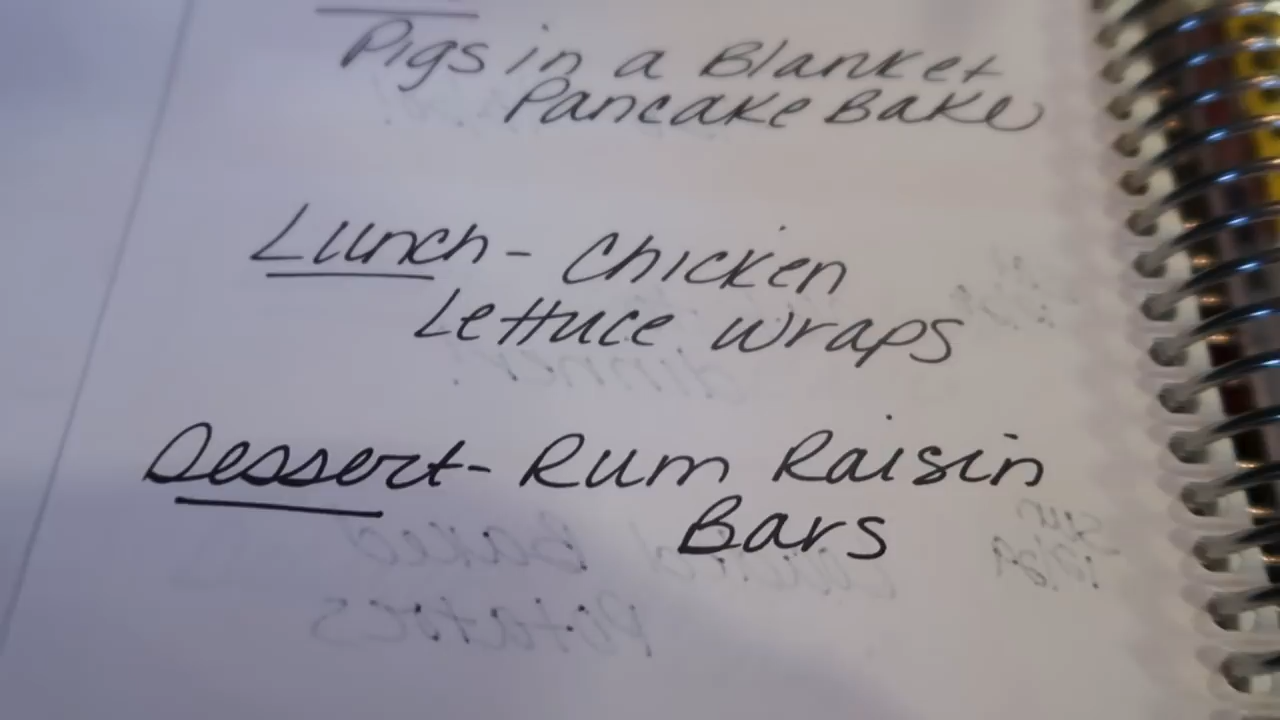 Pigs in a Blanket
Pancake Bake
Lunch - Chicken
Lettuce wraps
Dessert - Rum Raisin
Bars